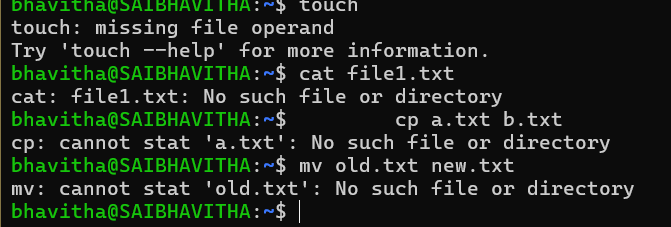 bhavitha@SAIBHAVITHA:~$ touch
touch: missing file operand
Try 'touch --help' for more information.
bhavitha@SAIBHAVITHA:~$ cat file1.txt
cat: file1.txt: No such file or directory
bhavitha@SAIBHAVITHA:~$         cp a.txt b.txt
cp: cannot stat 'a.txt': No such file or directory
bhavitha@SAIBHAVITHA:~$ mv old.txt new.txt
mv: cannot stat 'old.txt': No such file or directory
bhavitha@SAIBHAVITHA:~$